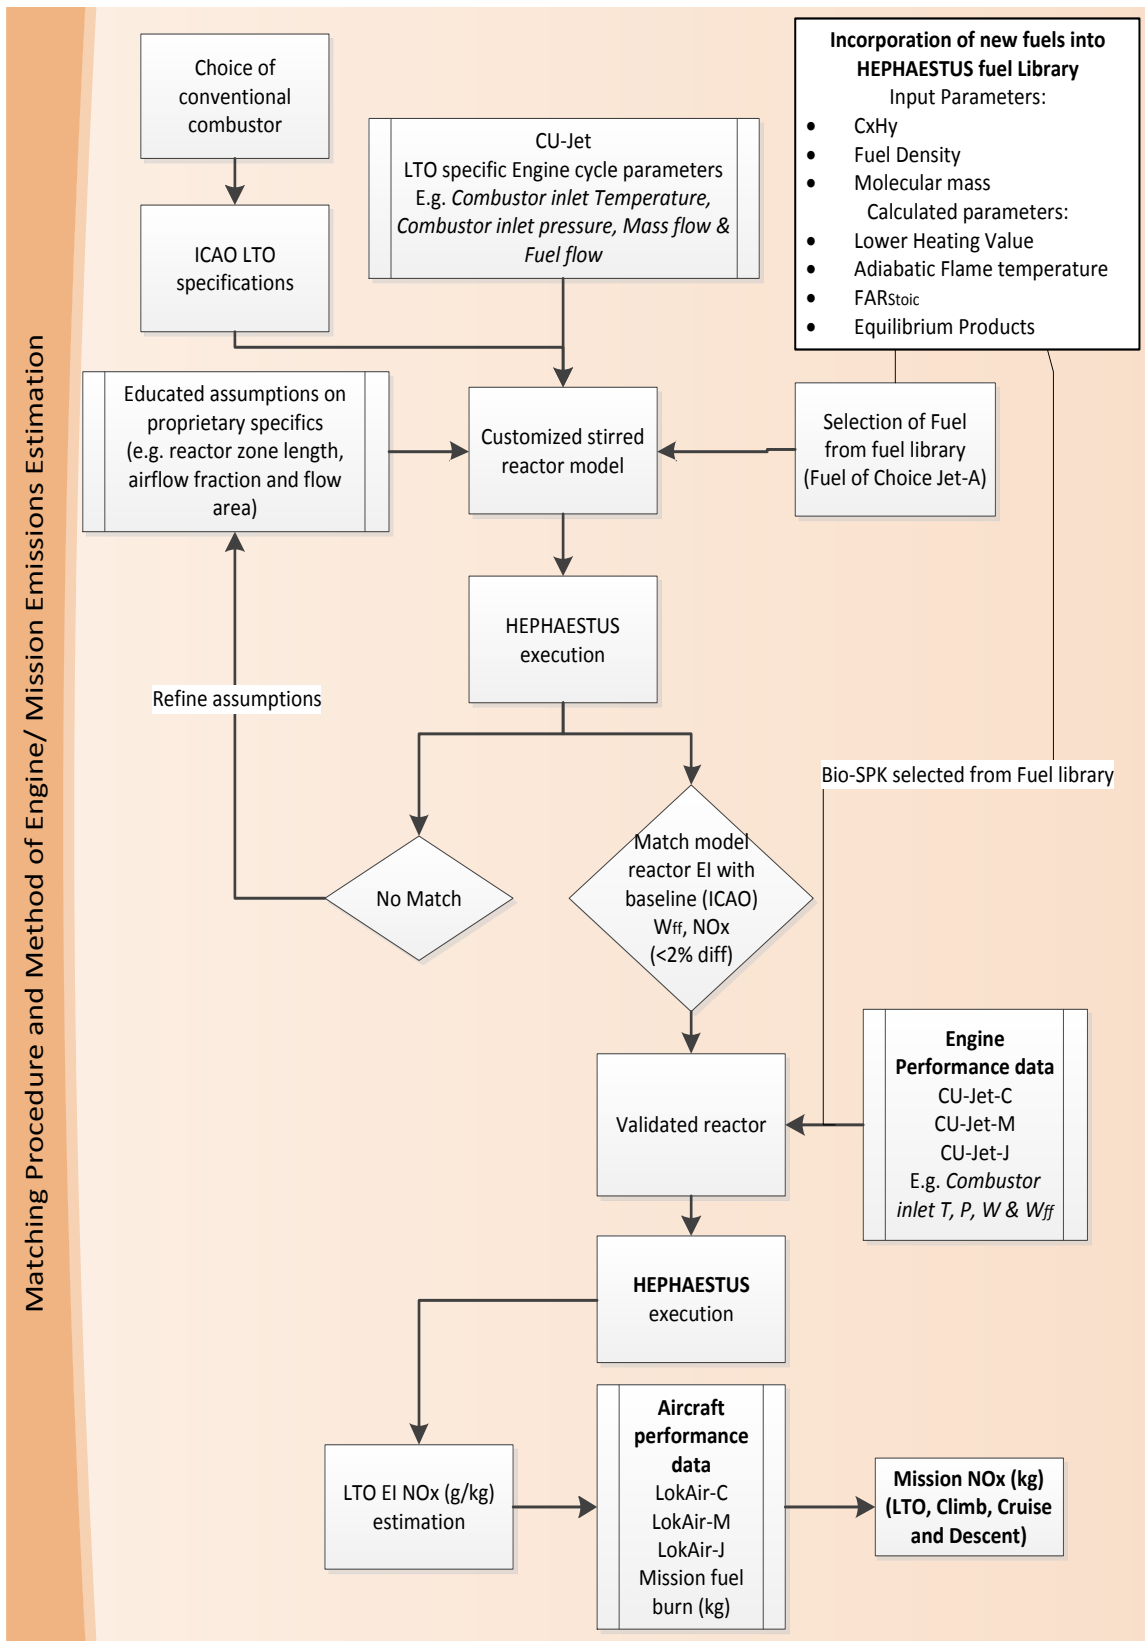 Matching Procedure and Method of Engine/ Mission Emissions Estimation
Choice of
conventional
combustor
ICAO LTO
specifications
CU-Jet
LTO specific Engine cycle parameters
E.g. Combustor inlet Temperature,
Combustor inlet pressure, Mass flow &
Fuel flow
Incorporation of new fuels into
HEPHAESTUS fuel Library
Input Parameters:
• CxHy
• Fuel Density
• Molecular mass
Calculated parameters:
• Lower Heating Value
• Adiabatic Flame temperature
• FARStoic
• Equilibrium Products
Educated assumptions on
proprietary specifics
(e.g. reactor zone length,
airflow fraction and flow
area)
Customized stirred
reactor model
Selection of Fuel
from fuel library
(Fuel of Choice Jet-A)
HEPHAESTUS
execution
Refine assumptions
Bio-SPK selected from Fuel library
No Match
Match model
reactor EI with
baseline (ICAO)
Wff, NOx
(<2% diff)
Validated reactor
Engine
Performance data
CU-Jet-C
CU-Jet-M
CU-Jet-J
E.g. Combustor
inlet T, P, W & Wff
HEPHAESTUS
execution
LTO EI NOx (g/kg)
estimation
Aircraft
performance
data
LokAir-C
LokAir-M
LokAir-J
Mission fuel
burn (kg)
Mission NOx (kg)
(LTO, Climb, Cruise
and Descent)